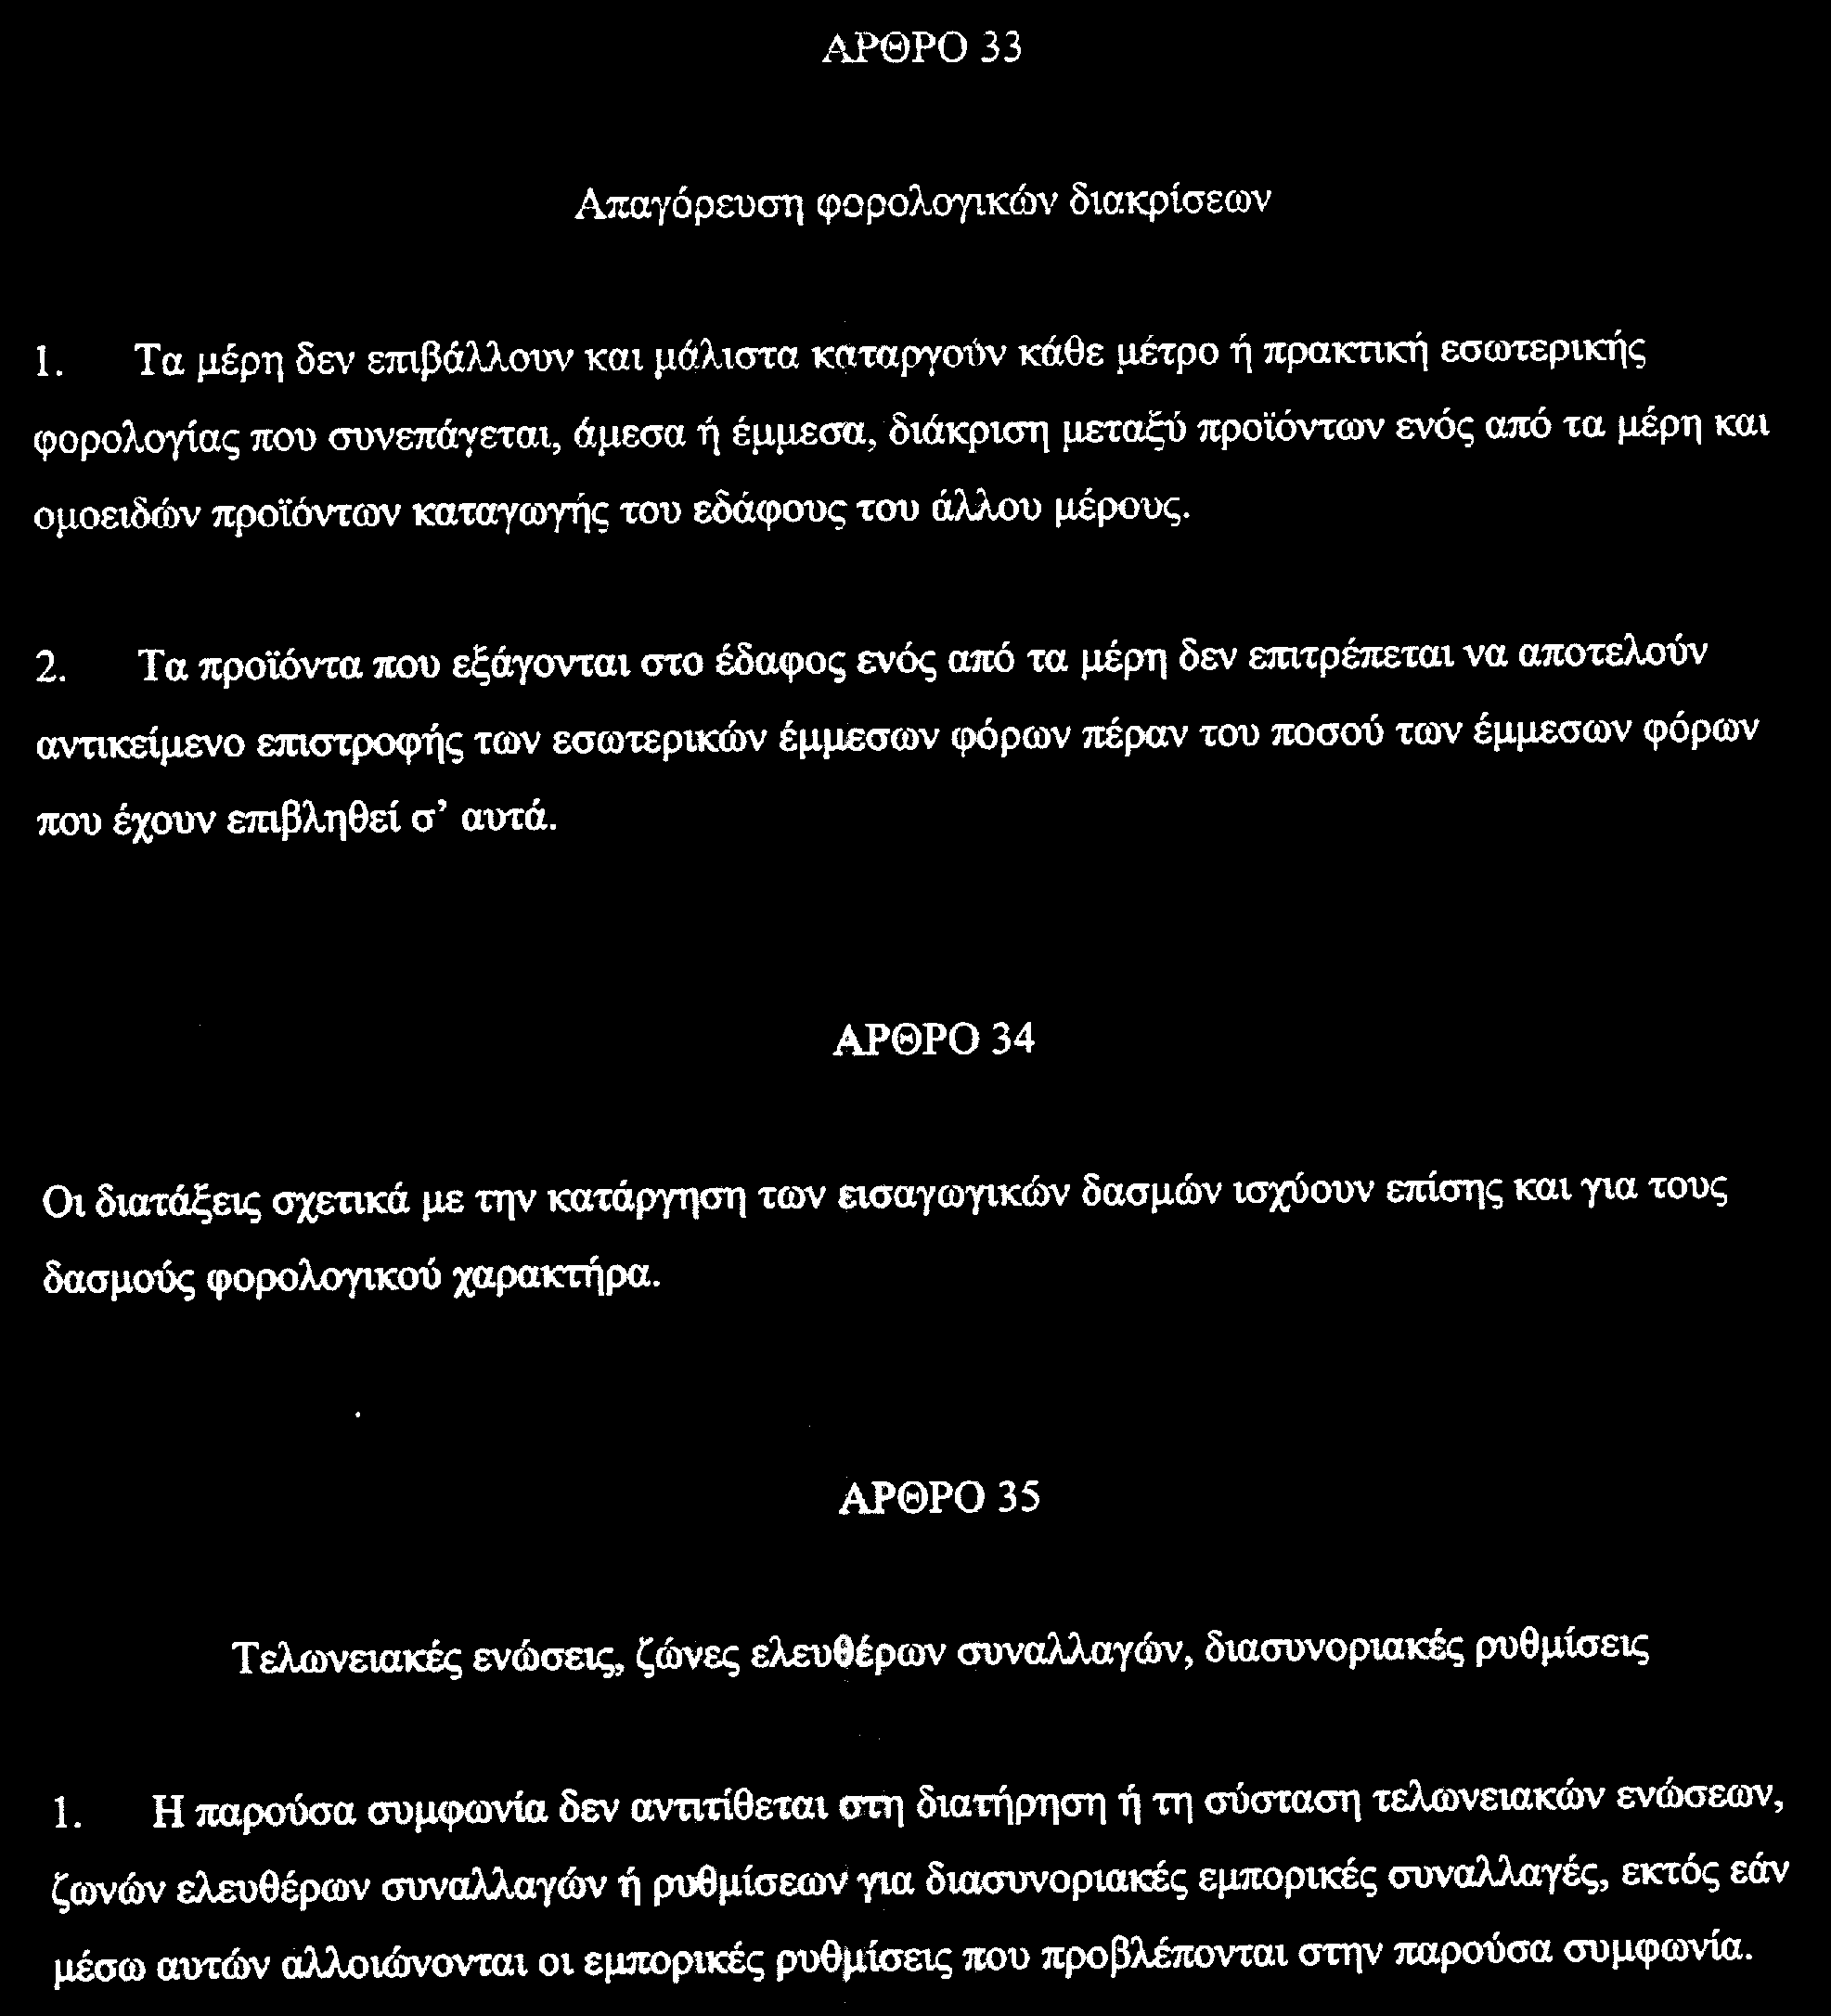 ΑΡΘΡΟ 33
Απαγόρευση φορολογικών διακρίσεων
1. Τα μέρη δεν επιβάλλουν και μάλιστα καταργούν κάθε μέτρο ή πρακτική εσωτερικής
φορολογίας που συνεπάγεται, άμεσα ή έμμεσα, διάκριση μεταξύ προϊόντων ενός από τα μέρη και
ομοειδών προϊόντων καταγωγής του εδάφους του άλλου μέρους.
2. Τα προϊόντα που εξάγονται στο έδαφος ενός από τα μέρη δεν επιτρέπεται να αποτελούν
αντικείμενο επιστροφής των εσωτερικών έμμεσων φόρων πέραν του ποσού των έμμεσων φόρων
που έχουν επιβληθεί σ’ αυτά.
ΑΡΘΡΟ 34
Οι διατάξεις σχετικά με την κατάργηση των εισαγωγικών δασμών ισχύουν επίσης και για τους
δασμούς φορολογικού χαρακτήρα.
ΑΡΘΡΟ 35
Τελωνειακές ενώσεις, ζώνες ελευθέρων συναλλαγών, διασυνοριακές ρυθμίσεις
1. Η παρούσα συμφωνία δεν αντιτίθεται στη διατήρηση ή τη σύσταση τελωνειακών ενώσεων,
ζωνών ελευθέρων συναλλαγών ή ρυθμίσεων για διασυνοριακές εμπορικές συναλλαγές, εκτός εάν
μέσω αυτών αλλοιώνονται οι εμπορικές ρυθμίσεις που προβλέπονται στην παρούσα συμφωνία.